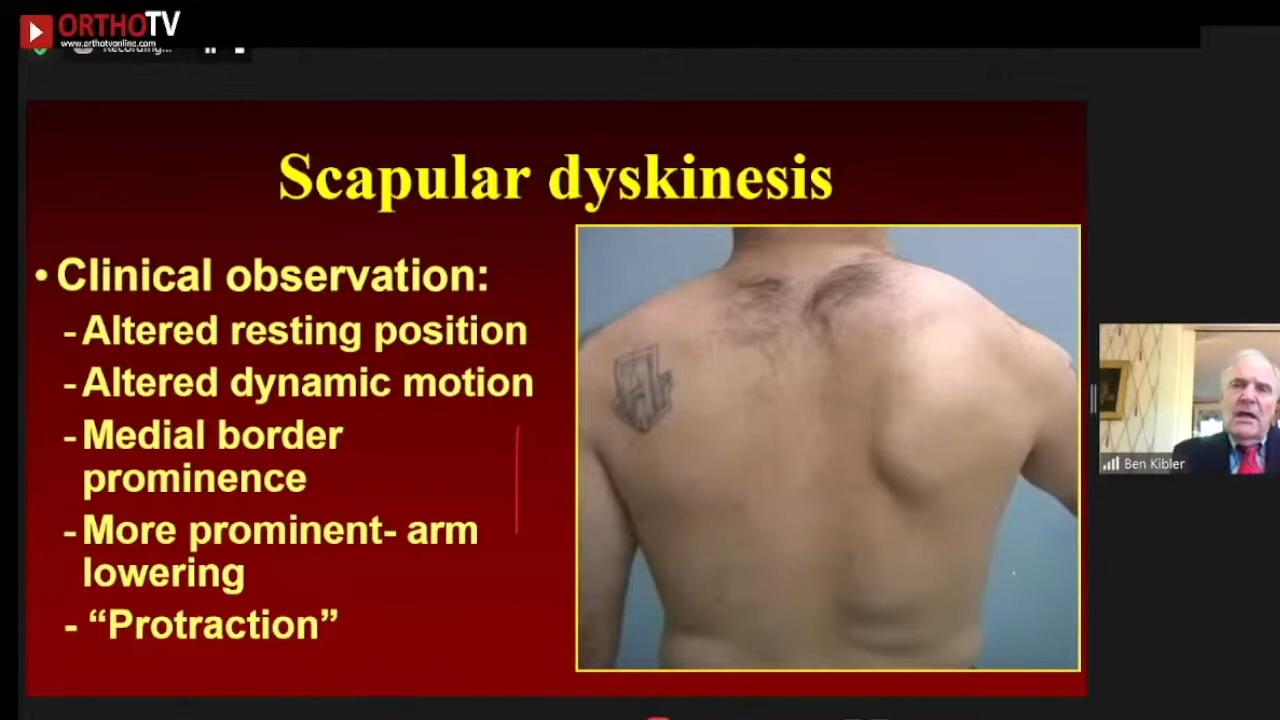 ORTHOTV
www.orthotvonline.com
Recording...
Scapular dyskinesis
• Clinical observation:
- Altered resting position
- Altered dynamic motion
- Medial border
prominence
- More prominent- arm
lowering
- “Protraction”
Ben Kibler